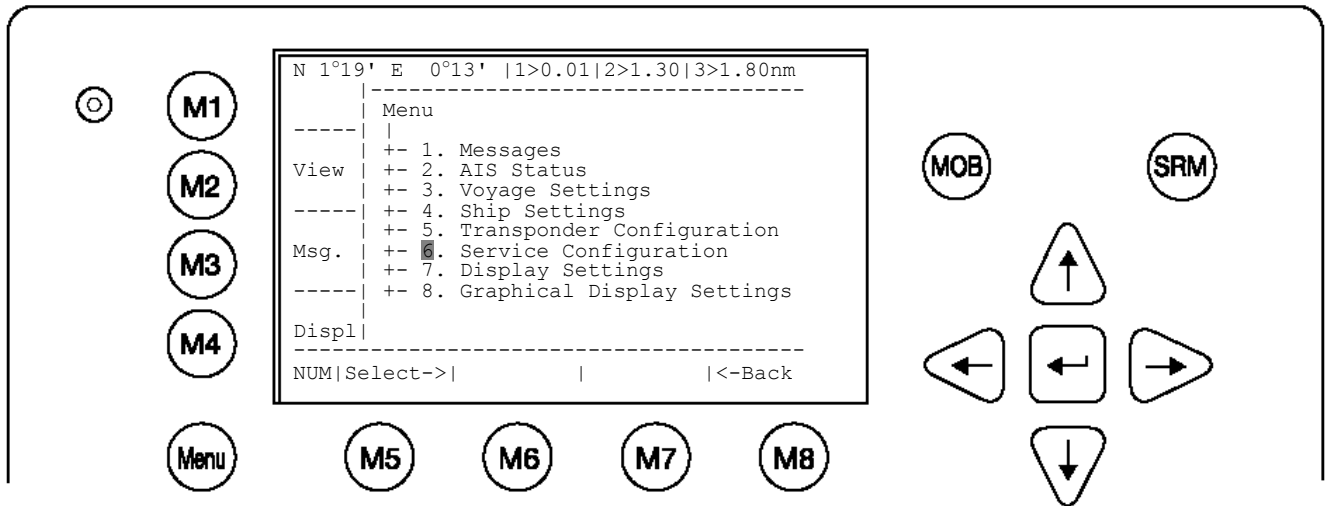 N 1°19' E  0°13' |1>0.01|2>1.30|3>1.80nm
M1
Menu
1. Messages
View
2. AIS Status
M2
3. Voyage Settings
4. Ship Settings
5. Transponder Configuration
Msg.
6. Service Configuration
M3
7. Display Settings
8. Graphical Display Settings
Displ
M4
NUM|Select->|         |         |<-Back
MOB
SRM
Menu
M5
M6
M7
M8